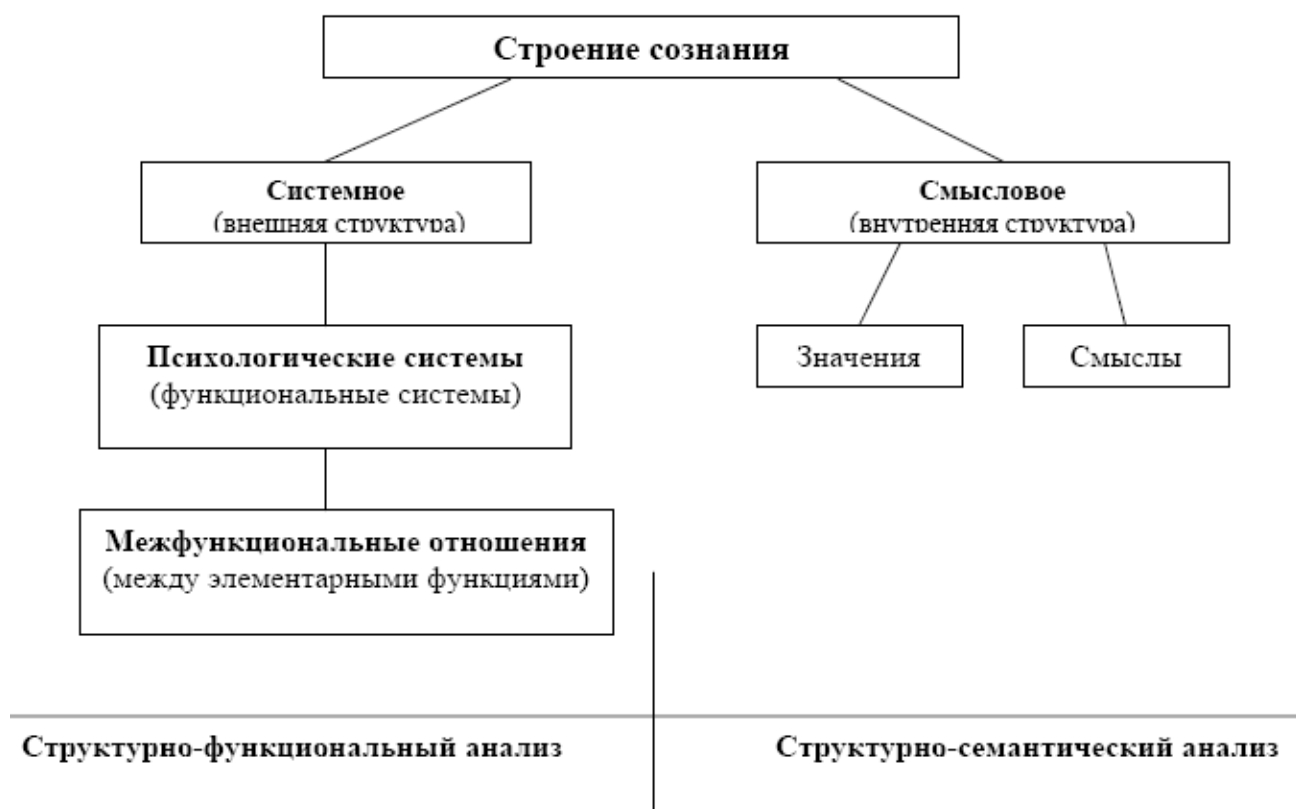 Строение сознания
Системное
(внешняя структура)
Смысловое
(внутренняя структура)
Психологические системы
(функциональные системы)
Значения
Смыслы
Межфункциональные отношения
(между элементарными функциями)
Структурно-функциональный анализ
Структурно-семантический анализ